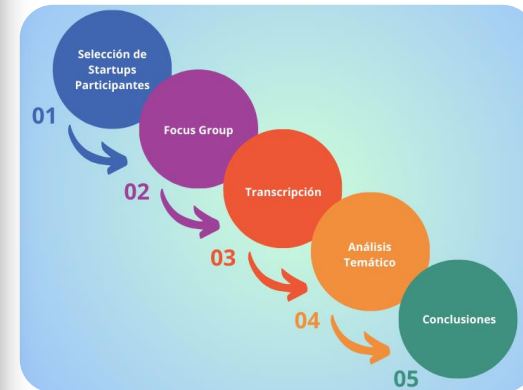 Selección de
Startups
Participantes
01
Focus Group
02
Transcripción
03
Análisis
Temático
04
Conclusiones
05